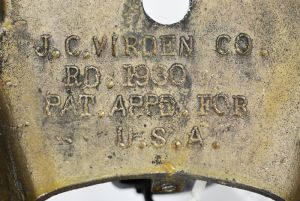 J.C.VIRDEN CO.
RD. 1930
PAT. APPD. FOR
U.S.A.